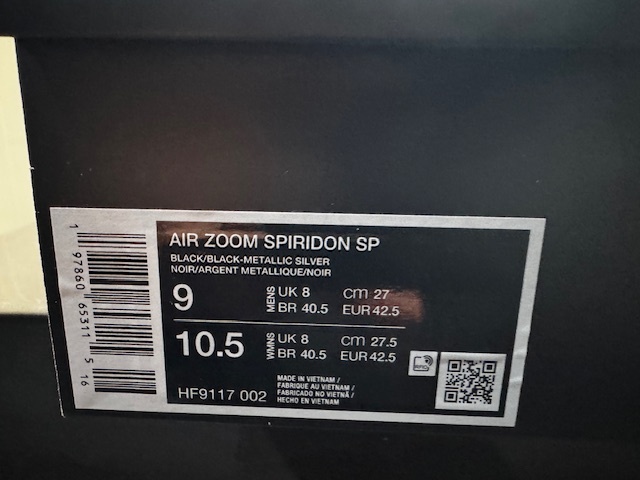 AIR ZOOM SPIRIDON SP
BLACK/BLACK-METALLIC SILVER
NOIR/ARGENT METALLIQUE/NOIR
9 MENS UK 8 cm 27
BR 40.5 EUR 42.5
10.5 WMNS UK 8 cm 27.5
BR 40.5 EUR 42.5
HF9117 002
MADE IN VIETNAM /
FABRIQUE AU VIETNAM /
FABRICADO NO VIETNÃ /
HECHO EN VIETNAM
RFID
1 97860 65311 5 16